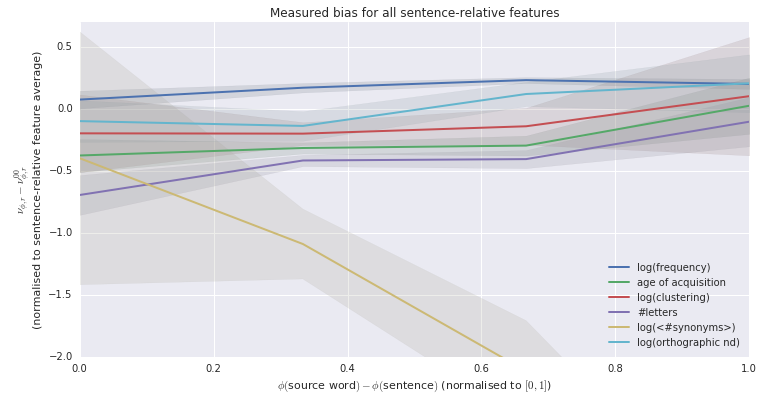 Measured bias for all sentence-relative features
0.5
0.0
−0.5
−1.0
−1.5
−2.0
ν_{ϕ,r} − ν^{00}_{ϕ,r}
(normalised to sentence-relative feature average)
log(frequency)
age of acquisition
log(clustering)
#letters
log(<#synonyms>)
log(orthographic nd)
0.0 0.2 0.4 0.6 0.8 1.0
ϕ(source word) − ϕ(sentence) (normalised to [0, 1])